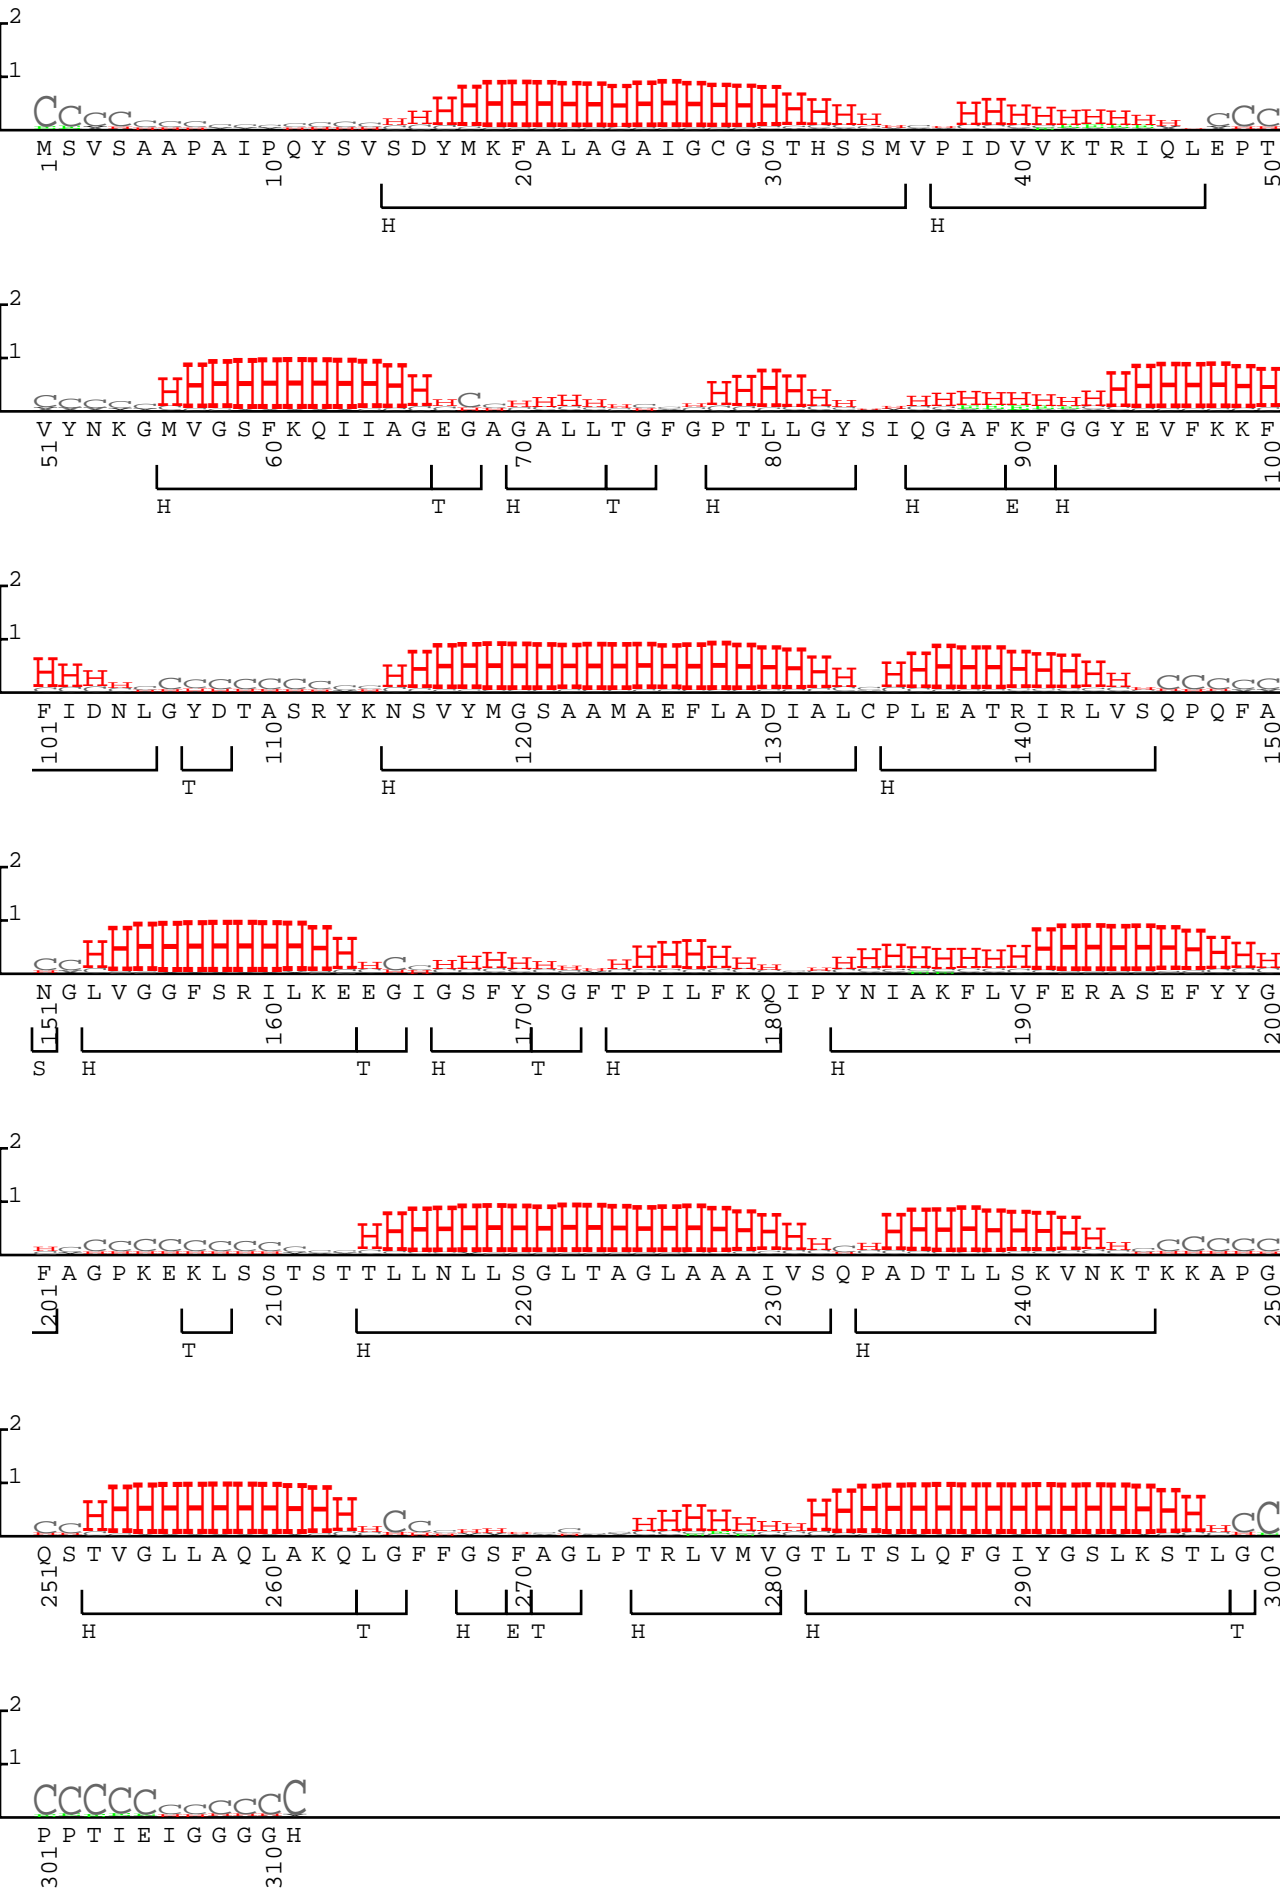 2
1
M S V S A A P A I P Q Y S V S D Y M K F A L A G A I G C G S T H S S M V P I D V V K T R I Q L E P T
1 10 20 30 40 50
H H
2
1
V Y N K G M V G S F K Q I I A G E G A G A L L T G F G P T L L G Y S I Q G A F K F G G Y E V F K K F
51 60 70 80 90 100
H T H T H H E H
2
1
F I D N L G Y D T A S R Y K N S V Y M G S A A M A E F L A D I A L C P L E A T R I R L V S Q P Q F A
101 110 120 130 140 150
T H H
2
1
N G L V G G F S R I L K E E G I G S F Y S G F T P I L F K Q I P Y N I A K F L V F E R A S E F Y Y G
151 160 170 180 190 200
S H T H T H H
2
1
F A G P K E K L S S T S T T L L N L L S G L T A G L A A A I V S Q P A D T L L S K V N K T K K A P G
201 210 220 230 240 250
T H H
2
1
Q S T V G L L A Q L A K Q L G F F G S F A G L P T R L V M V G T L T S L Q F G I Y G S L K S T L G C
251 260 270 280 290 300
H T H E T H H T
2
1
P P T I E I G G G G H
301 310